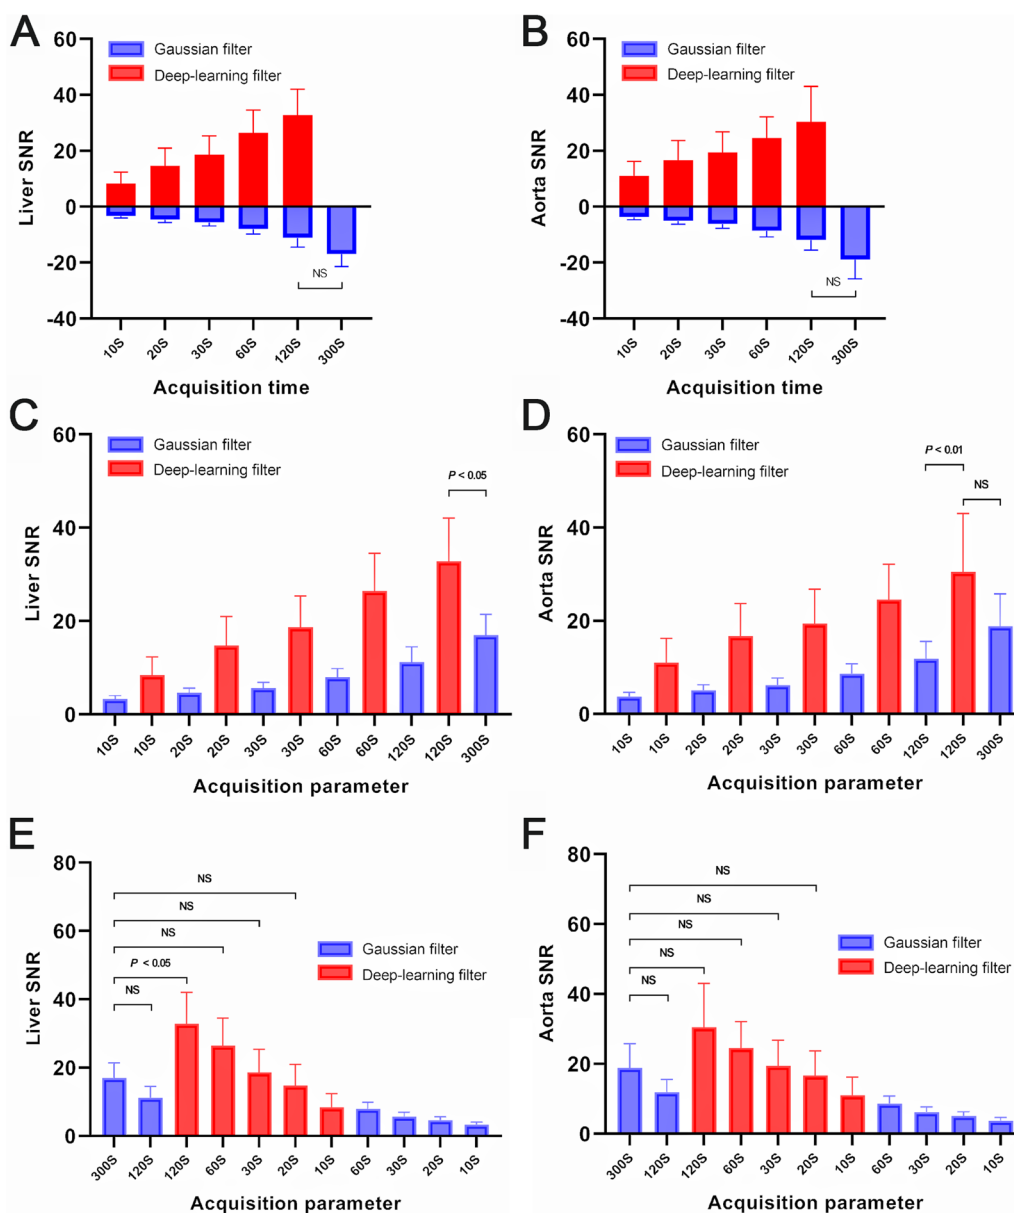 A
Liver SNR
60
40
20
0
-20
-40
Gaussian filter
Deep-learning filter
NS
10S 20S 30S 60S 120S 300S
Acquisition time
B
Aorta SNR
60
40
20
0
-20
-40
Gaussian filter
Deep-learning filter
NS
10S 20S 30S 60S 120S 300S
Acquisition time
C
Liver SNR
60
40
20
0
Gaussian filter
Deep-learning filter
P < 0.05
10S 10S 20S 20S 30S 30S 60S 60S 120S 120S 300S
Acquisition parameter
D
Aorta SNR
60
40
20
0
Gaussian filter
Deep-learning filter
P < 0.01
NS
10S 10S 20S 20S 30S 30S 60S 60S 120S 120S 300S
Acquisition parameter
E
Liver SNR
80
60
40
20
0
NS
NS
NS
P < 0.05
NS
Gaussian filter
Deep-learning filter
300S 120S 120S 60S 30S 20S 10S 60S 30S 20S 10S
Acquisition parameter
F
Aorta SNR
80
60
40
20
0
NS
NS
NS
NS
NS
Gaussian filter
Deep-learning filter
300S 120S 120S 60S 30S 20S 10S 60S 30S 20S 10S
Acquisition parameter